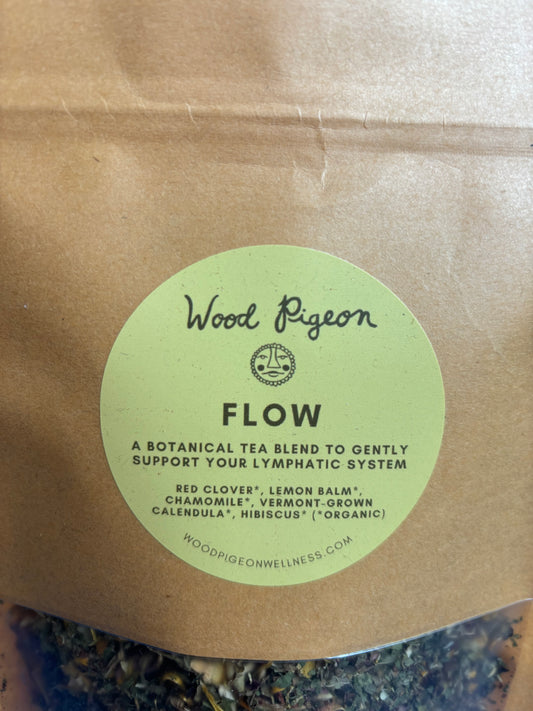 Wood Pigeon
FLOW
A BOTANICAL TEA BLEND TO GENTLY
SUPPORT YOUR LYMPHATIC SYSTEM
RED CLOVER*, LEMON BALM*,
CHAMOMILE*, VERMONT-GROWN
CALENDULA*, HIBISCUS* (*ORGANIC)
WOODPIGEONWELLNESS.COM